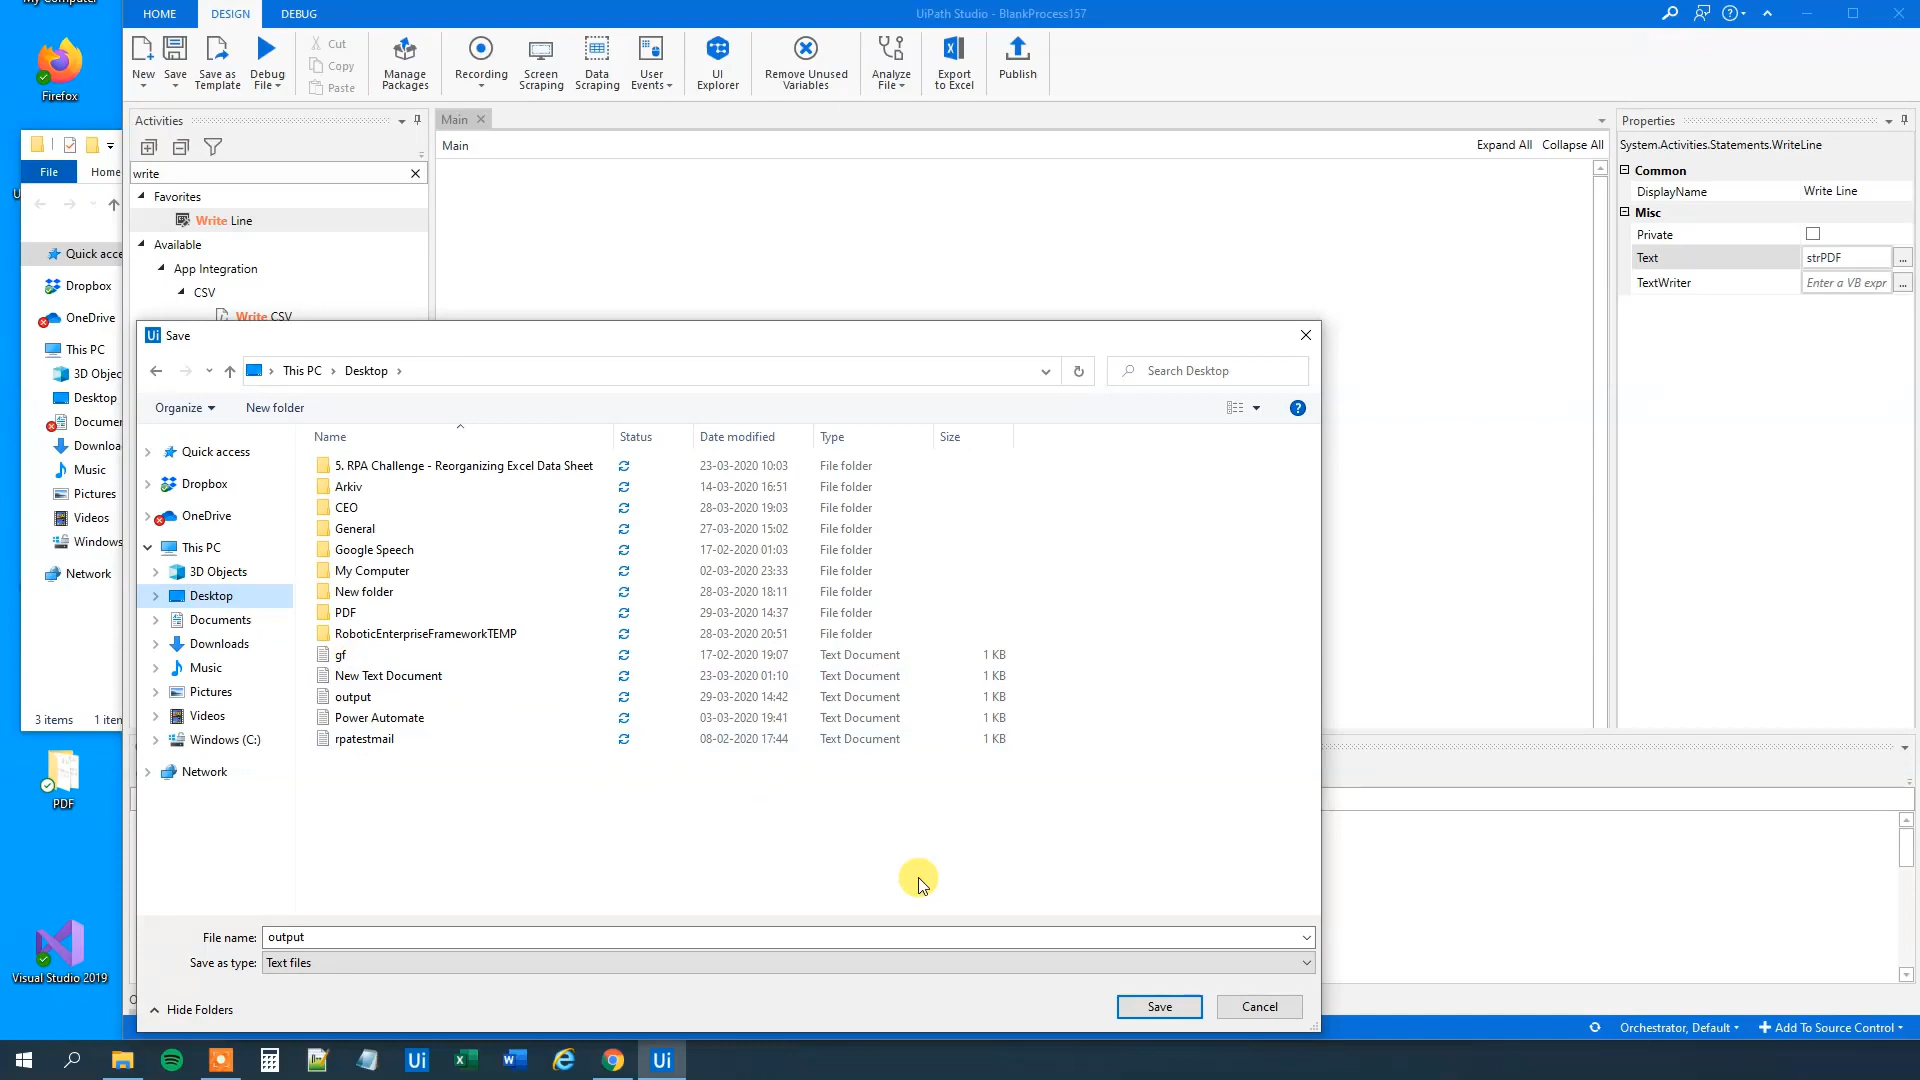 My Computer
HOME
DESIGN
DEBUG
UiPath Studio - BlankProcess157
New
Save
Save as Template
Debug File
Cut
Copy
Paste
Manage Packages
Recording
Screen Scraping
Data Scraping
User Events
UI Explorer
Remove Unused Variables
Analyze File
Export to Excel
Publish
Firefox
Activities
Main
Properties
Main
Expand All
Collapse All
System.Activities.Statements.WriteLine
File
Home
write
Common
Favorites
DisplayName
Write Line
Write Line
Misc
Available
Private
App Integration
Text
strPDF
CSV
TextWriter
Enter a VB expr
Write CSV
Quick acce
Dropbox
OneDrive
This PC
3D Objec
Desktop
Documer
Downloa
Music
Pictures
Videos
Windows
Network
3 items
1 iten
Save
This PC
Desktop
Search Desktop
Organize
New folder
Name
Status
Date modified
Type
Size
Quick access
Dropbox
OneDrive
This PC
3D Objects
Desktop
Documents
Downloads
Music
Pictures
Videos
Windows (C:)
Network
5. RPA Challenge - Reorganizing Excel Data Sheet 23-03-2020 10:03 File folder
Arkiv 14-03-2020 16:51 File folder
CEO 28-03-2020 19:03 File folder
General 27-03-2020 15:02 File folder
Google Speech 17-02-2020 01:03 File folder
My Computer 02-03-2020 23:33 File folder
New folder 28-03-2020 18:11 File folder
PDF 29-03-2020 14:37 File folder
RoboticEnterpriseFrameworkTEMP 28-03-2020 20:51 File folder
gf 17-02-2020 19:07 Text Document 1 KB
New Text Document 23-03-2020 01:10 Text Document 1 KB
output 29-03-2020 14:42 Text Document 1 KB
Power Automate 03-03-2020 19:41 Text Document 1 KB
rpatestmail 08-02-2020 17:44 Text Document 1 KB
PDF
File name: output
Save as type: Text files
Hide Folders
Save
Cancel
Visual Studio 2019
Orchestrator, Default
Add To Source Control